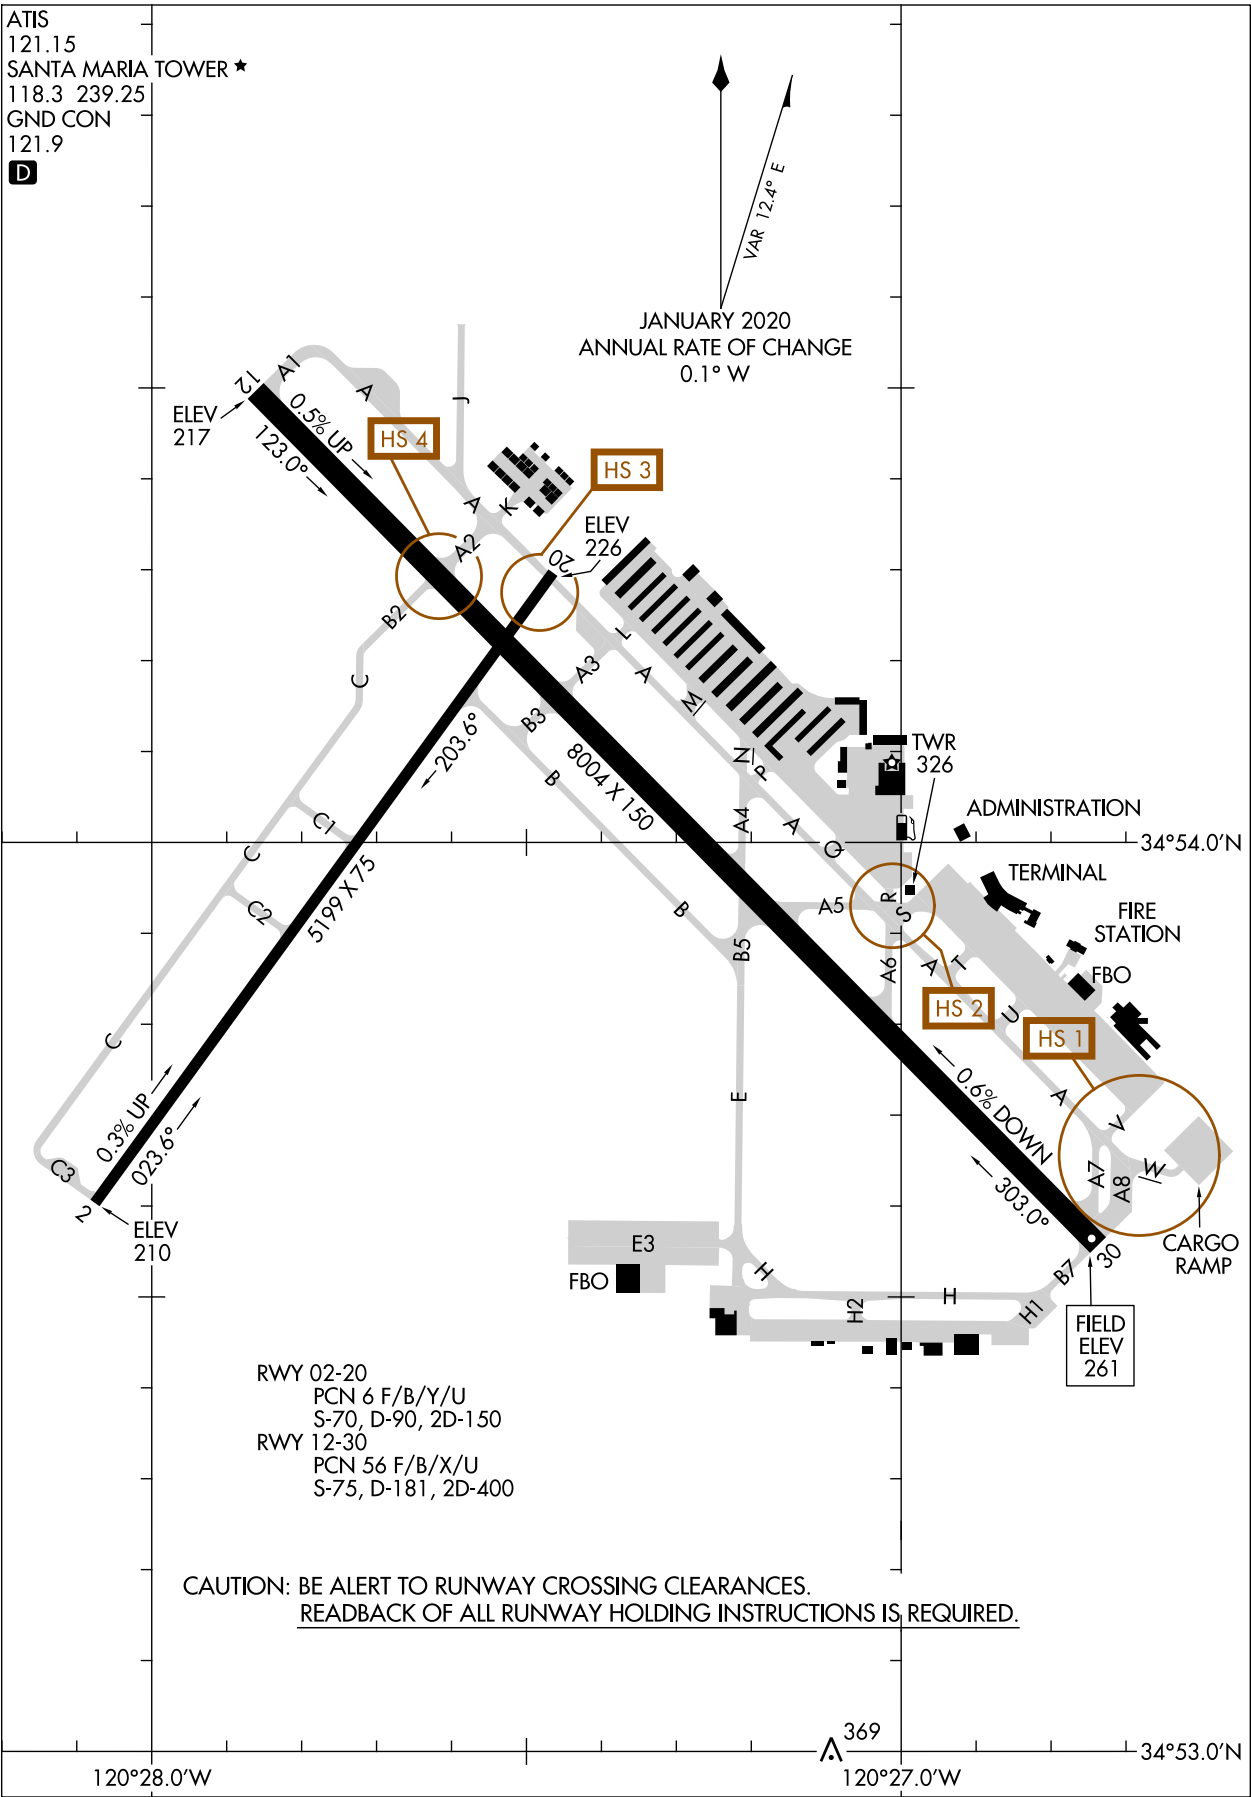 ATIS
121.15
SANTA MARIA TOWER ★
118.3 239.25
GND CON
121.9
D
VAR 12.4° E
JANUARY 2020
ANNUAL RATE OF CHANGE
0.1° W
12
A1
A
J
ELEV
217
0.5% UP
123.0°
HS 4
HS 3
A
K
ELEV
226
20
A2
B2
L
A
A3
M
C
B3
203.6°
8004 X 150
B
N
P
TWR
326
A4
A
Q
ADMINISTRATION
34°54.0'N
C1
C
5199 X 75
TERMINAL
C2
B
A5
R
S
FIRE
STATION
B5
A6
A
T
FBO
U
HS 2
HS 1
C
E
0.6% DOWN
A
V
0.3% UP
023.6°
303.0°
A7
A8
W
C3
2
ELEV
210
E3
FBO
H
30
CARGO
RAMP
B7
H
H2
H1
FIELD
ELEV
261
RWY 02-20
PCN 6 F/B/Y/U
S-70, D-90, 2D-150
RWY 12-30
PCN 56 F/B/X/U
S-75, D-181, 2D-400
CAUTION: BE ALERT TO RUNWAY CROSSING CLEARANCES.
READBACK OF ALL RUNWAY HOLDING INSTRUCTIONS IS REQUIRED.
369
34°53.0'N
120°28.0'W
120°27.0'W